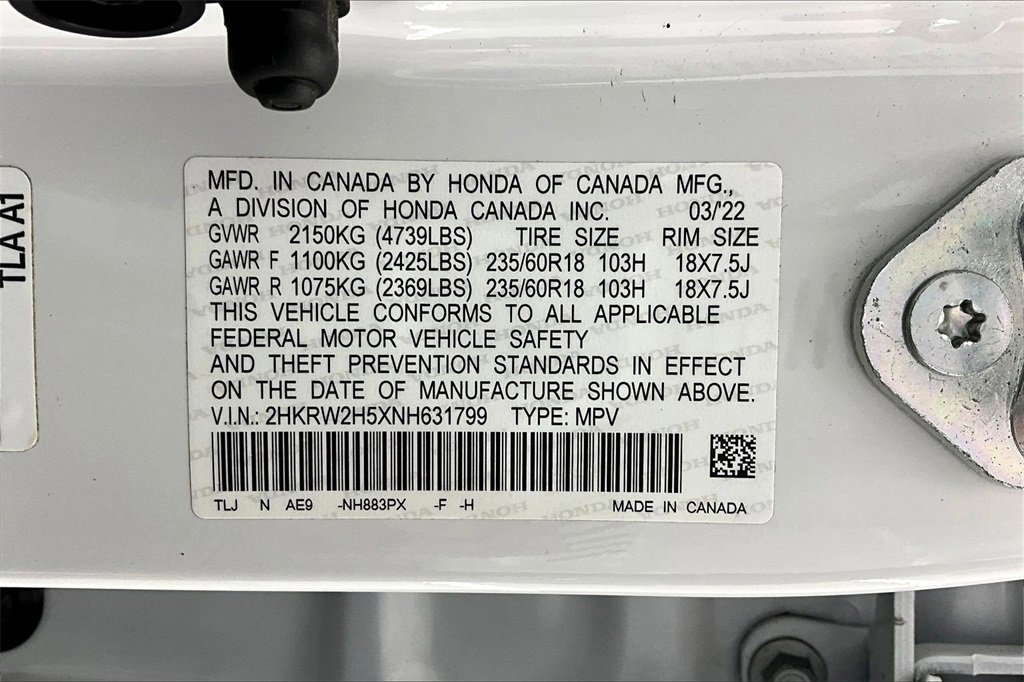 MFD. IN CANADA BY HONDA OF CANADA MFG.,
A DIVISION OF HONDA CANADA INC. 03/'22
GVWR 2150KG (4739LBS) TIRE SIZE RIM SIZE
GAWR F 1100KG (2425LBS) 235/60R18 103H 18X7.5J
GAWR R 1075KG (2369LBS) 235/60R18 103H 18X7.5J
THIS VEHICLE CONFORMS TO ALL APPLICABLE
FEDERAL MOTOR VEHICLE SAFETY
AND THEFT PREVENTION STANDARDS IN EFFECT
ON THE DATE OF MANUFACTURE SHOWN ABOVE.
V.I.N.: 2HKRW2H5XNH631799 TYPE: MPV
TLJ N AE9 -NH883PX -F -H MADE IN CANADA
TLA A1